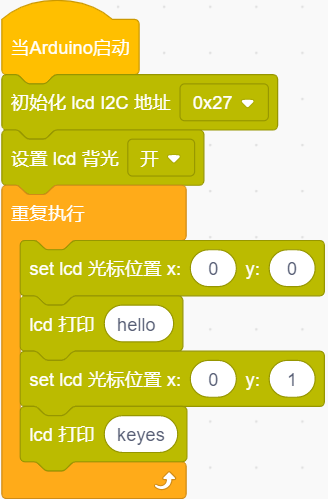 当Arduino启动
初始化 lcd I2C 地址 0x27
设置 lcd 背光 开
重复执行
set lcd 光标位置 x: 0 y: 0
lcd 打印 hello
set lcd 光标位置 x: 0 y: 1
lcd 打印 keyes